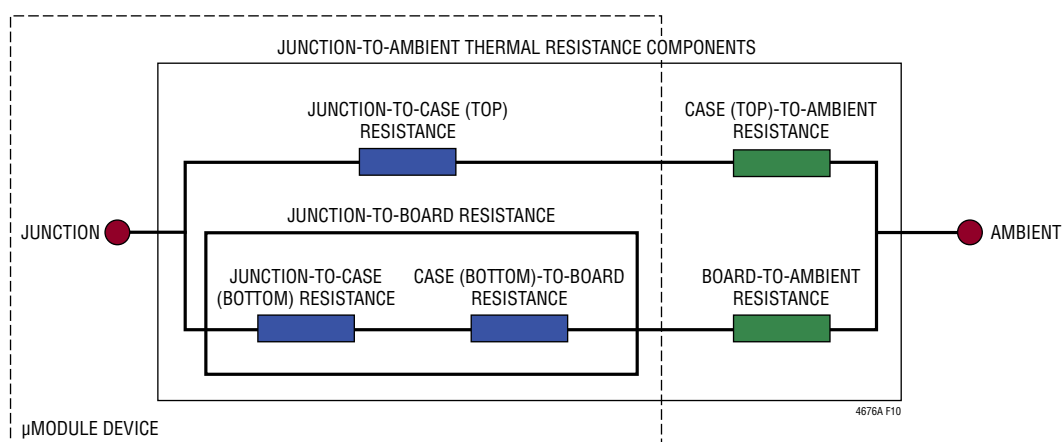 JUNCTION-TO-AMBIENT THERMAL RESISTANCE COMPONENTS
JUNCTION-TO-CASE (TOP)
RESISTANCE
CASE (TOP)-TO-AMBIENT
RESISTANCE
JUNCTION-TO-BOARD RESISTANCE
JUNCTION
AMBIENT
JUNCTION-TO-CASE
(BOTTOM) RESISTANCE
CASE (BOTTOM)-TO-BOARD
RESISTANCE
BOARD-TO-AMBIENT
RESISTANCE
4676A F10
µMODULE DEVICE